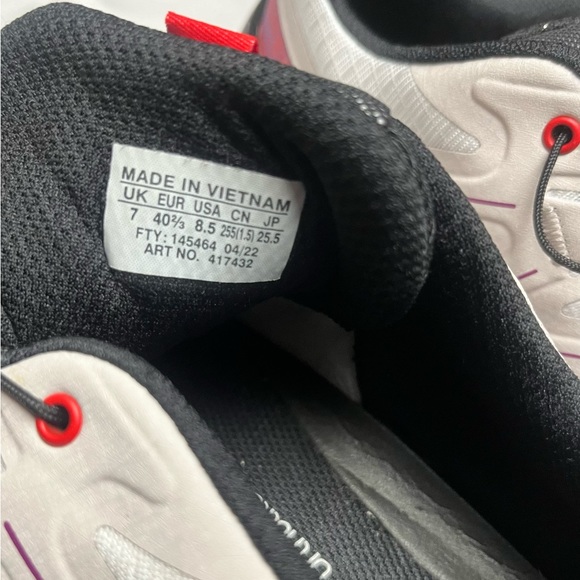 MADE IN VIETNAM
UK EUR USA CN JP
7 40⅔ 8.5 255(1.5) 25.5
FTY: 145464 04/22
ART NO. 417432